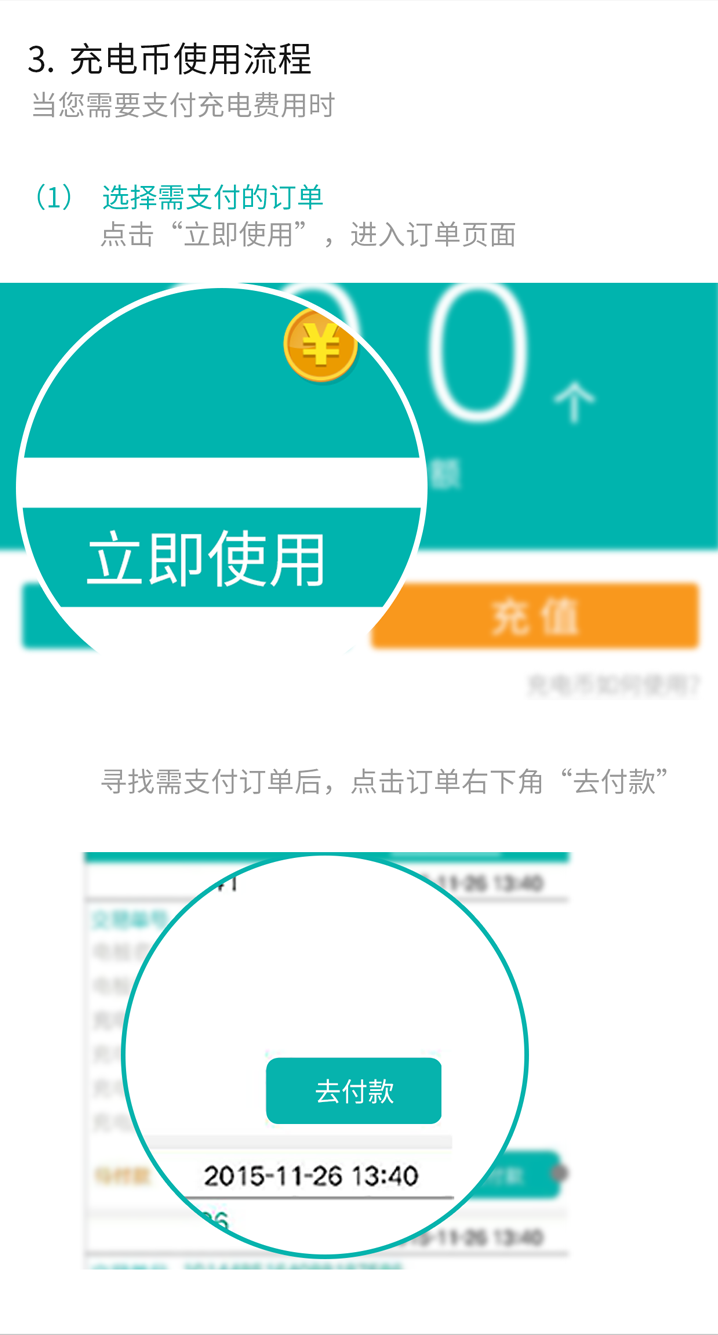 3. 充电币使用流程
当您需要支付充电费用时
（1） 选择需支付的订单
点击“立即使用”，进入订单页面
0 个
额
立即使用
充 值
充电币如何使用?
寻找需支付订单后，点击订单右下角“去付款”
11-26 13:40
交易单号
去付款
待付款
2015-11-26 13:40
付款
11-26 13:40